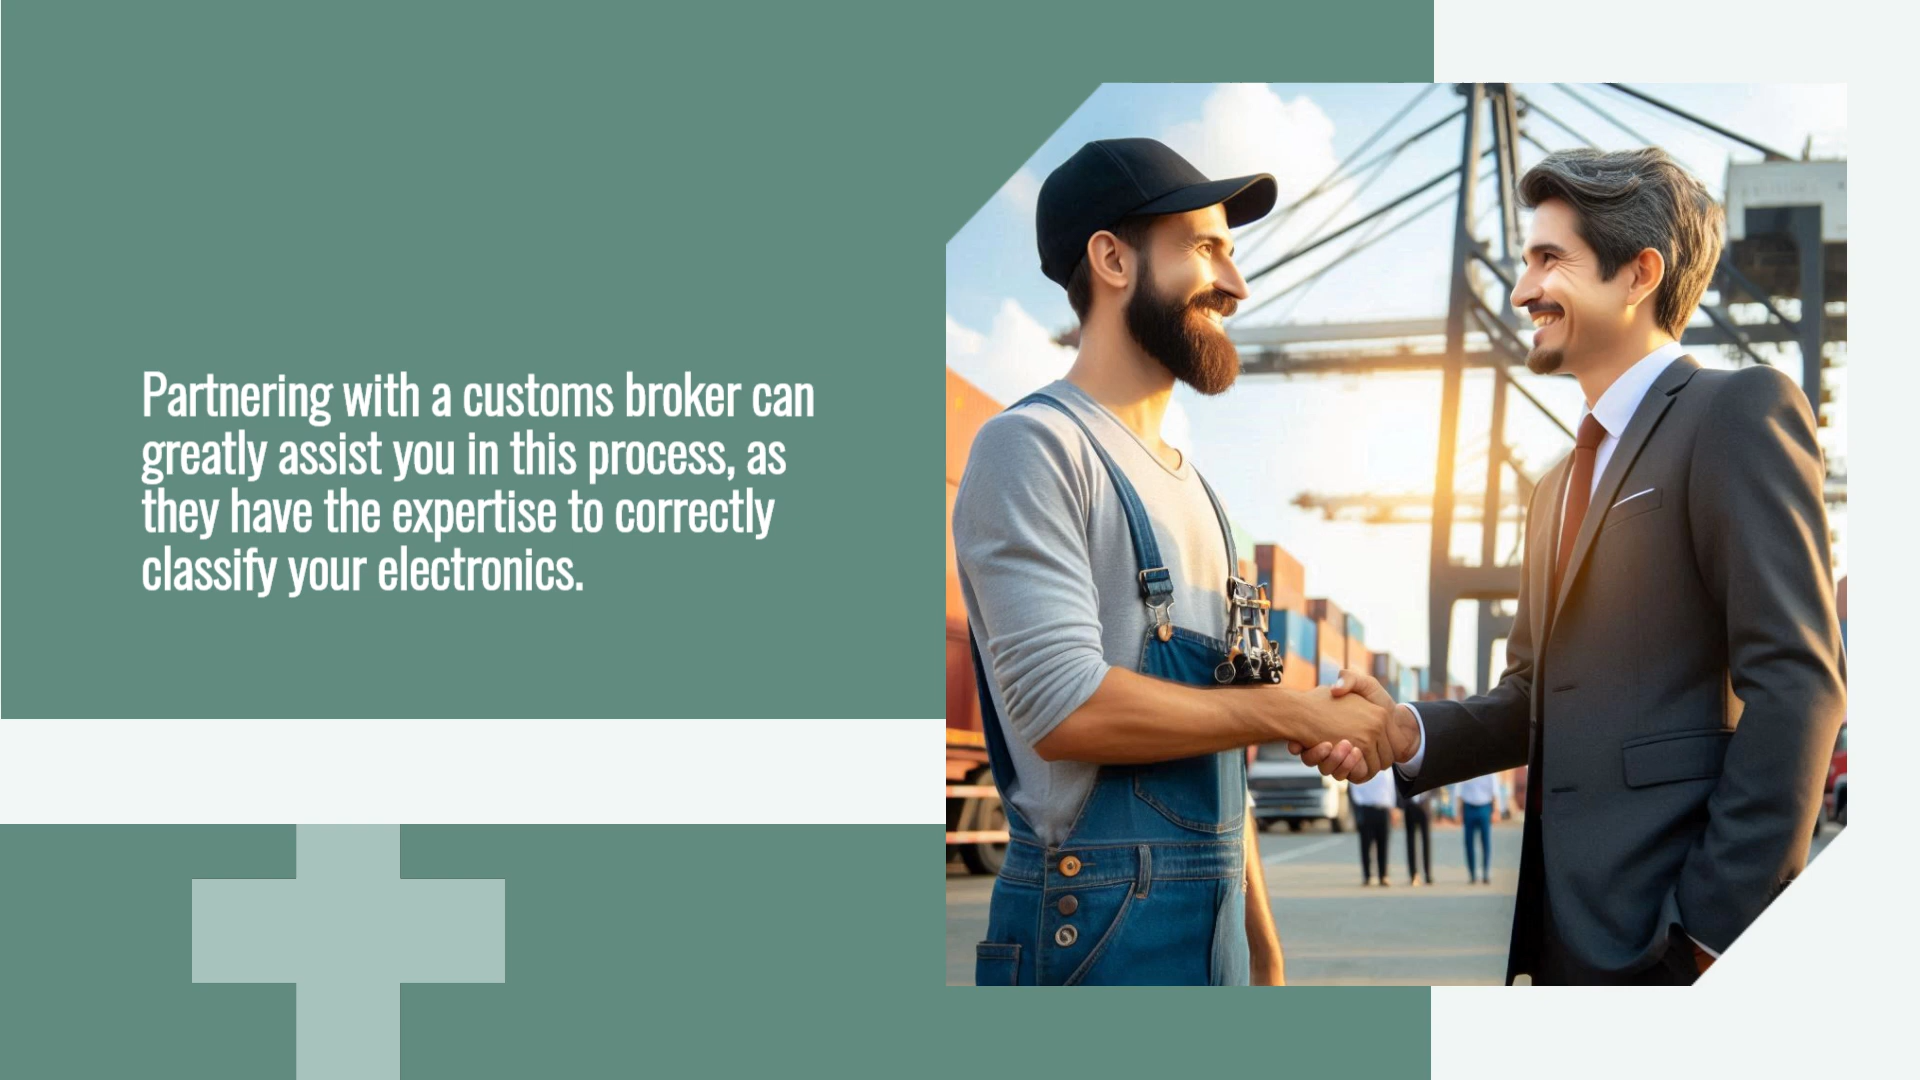 Partnering with a customs broker can
greatly assist you in this process, as
they have the expertise to correctly
classify your electronics.